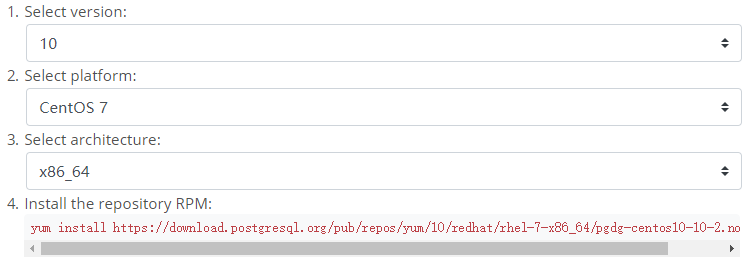 1. Select version:
10
2. Select platform:
CentOS 7
3. Select architecture:
x86_64
4. Install the repository RPM:
yum install https://download.postgresql.org/pub/repos/yum/10/redhat/rhel-7-x86_64/pgdg-centos10-10-2.no